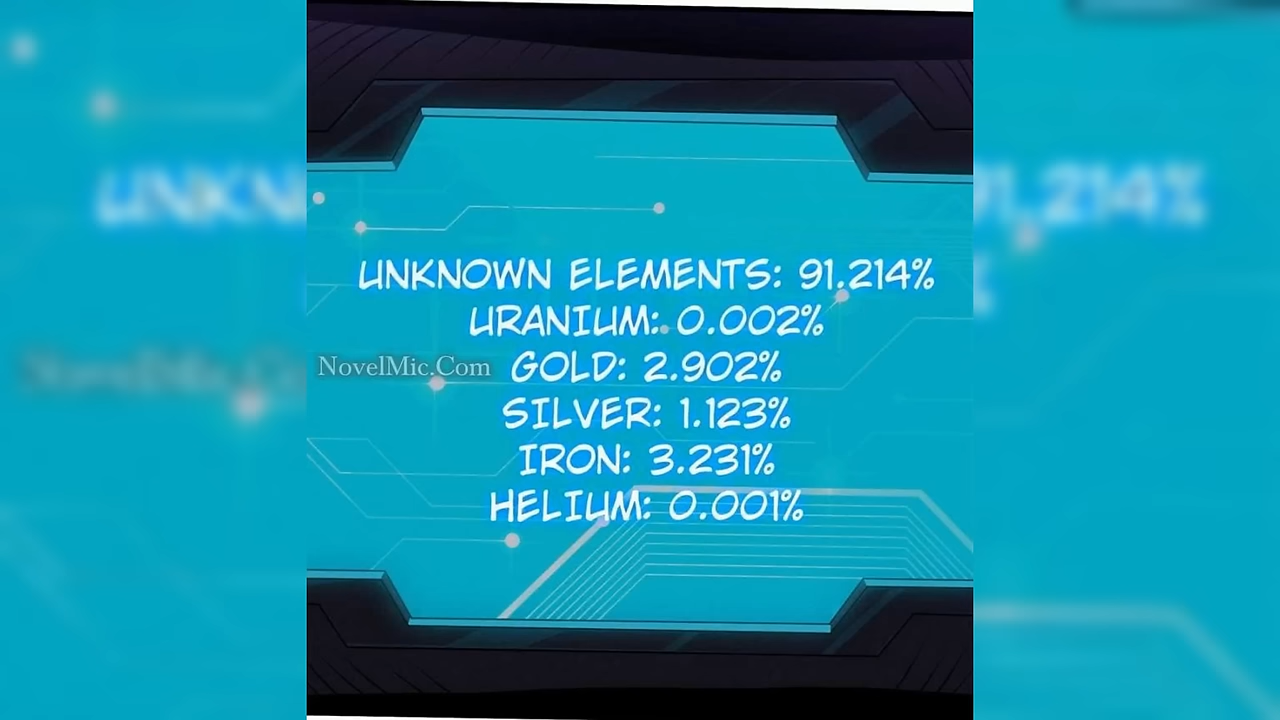 UNKNOWN ELEMENTS: 91.214%
URANIUM: 0.002%
NovelMic.Com
GOLD: 2.902%
SILVER: 1.123%
IRON: 3.231%
HELIUM: 0.001%